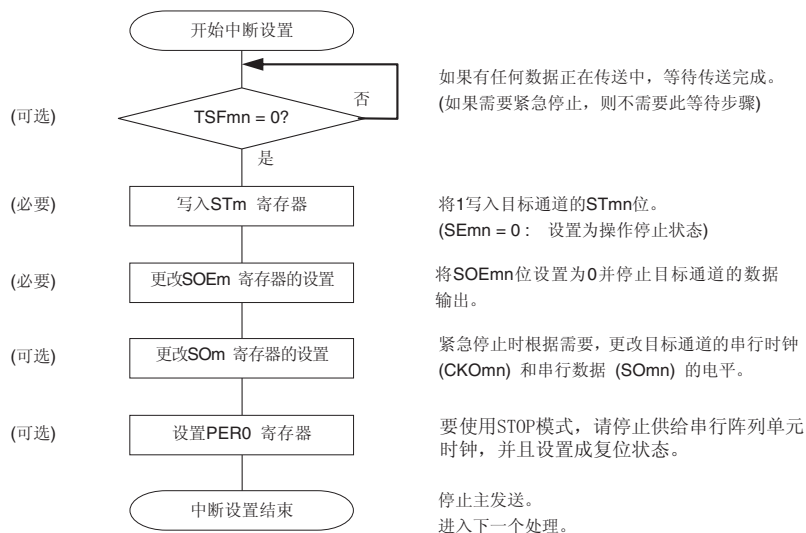 开始中断设置
如果有任何数据正在传送中，等待传送完成。
(如果需要紧急停止，则不需要此等待步骤)
(可选)
TSFmn = 0?
否
是
(必要)
写入STm 寄存器
将1写入目标通道的STmn位。
(SEmn = 0 : 设置为操作停止状态)
(必要)
更改SOEm 寄存器的设置
将SOEmn位设置为0并停止目标通道的数据
输出。
(可选)
更改SOm 寄存器的设置
紧急停止时根据需要，更改目标通道的串行时钟
(CKOmn) 和串行数据 (SOmn) 的电平。
(可选)
设置PER0 寄存器
要使用STOP模式，请停止供给串行阵列单元
时钟，并且设置成复位状态。
中断设置结束
停止主发送。
进入下一个处理。